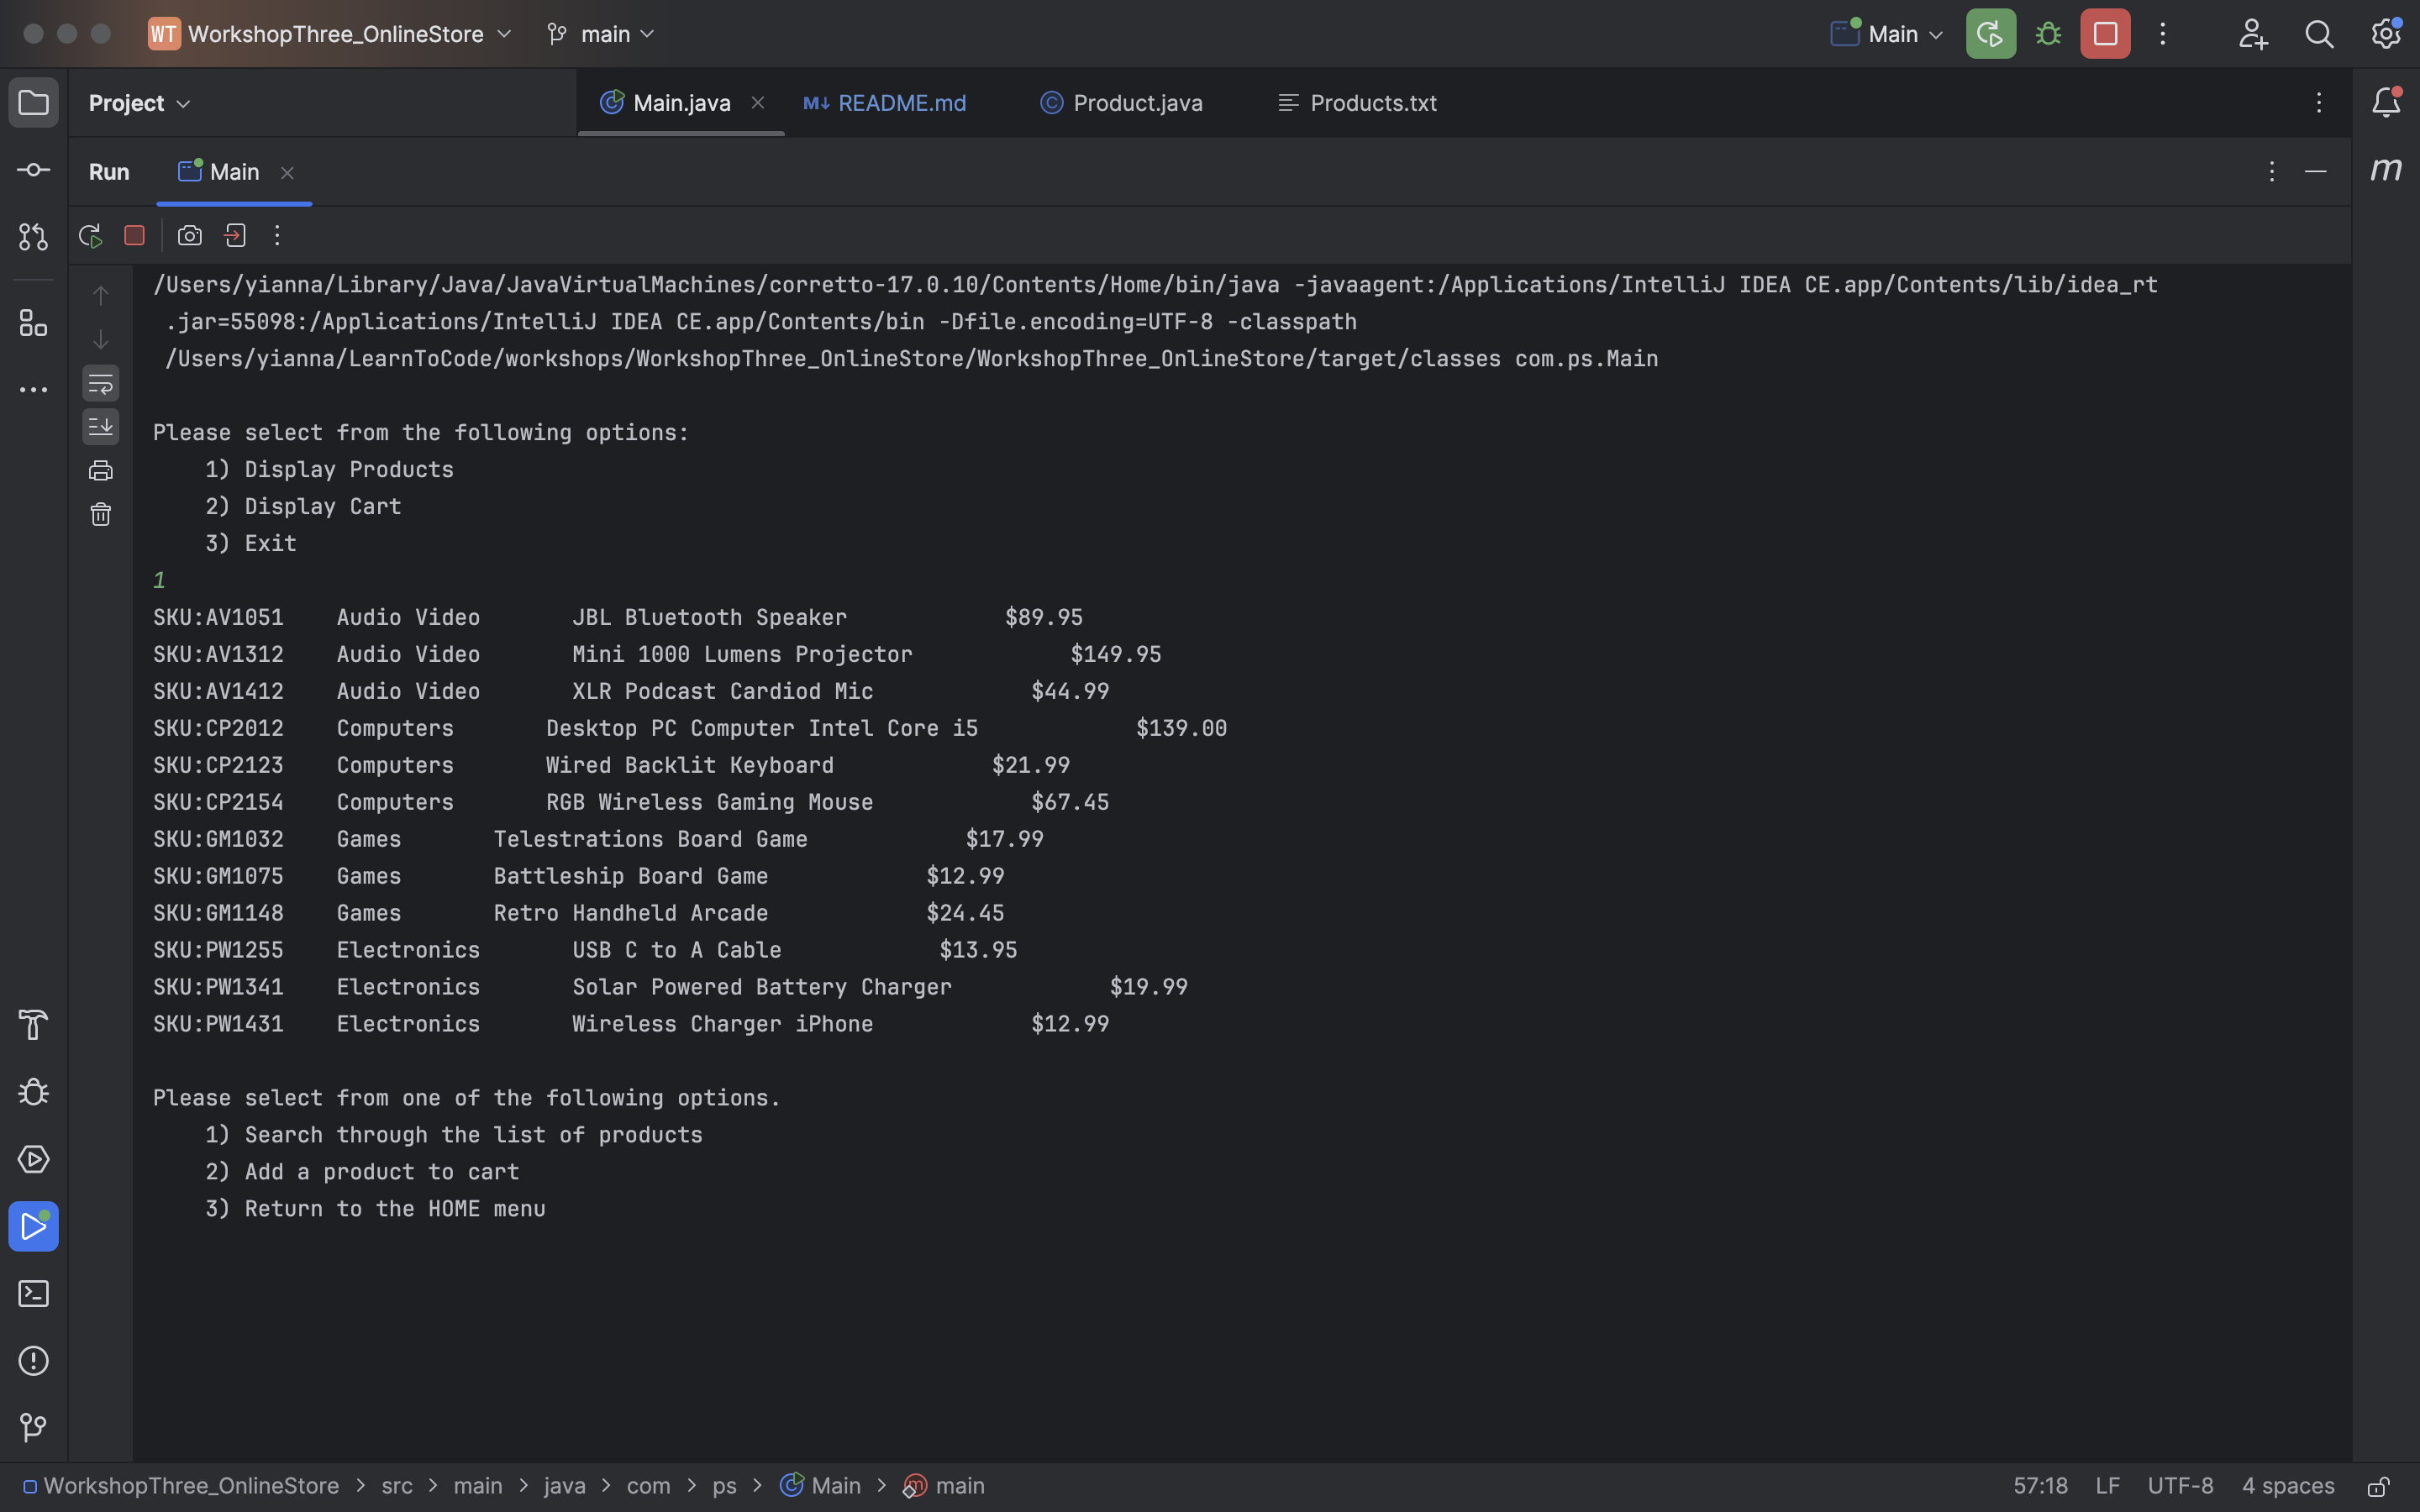 WT WorkshopThree_OnlineStore main Main
Project Main.java README.md Product.java Products.txt
Run Main
/Users/yianna/Library/Java/JavaVirtualMachines/corretto-17.0.10/Contents/Home/bin/java -javaagent:/Applications/IntelliJ IDEA CE.app/Contents/lib/idea_rt
.jar=55098:/Applications/IntelliJ IDEA CE.app/Contents/bin -Dfile.encoding=UTF-8 -classpath
/Users/yianna/LearnToCode/workshops/WorkshopThree_OnlineStore/WorkshopThree_OnlineStore/target/classes com.ps.Main
Please select from the following options:
1) Display Products
2) Display Cart
3) Exit
1
SKU:AV1051 Audio Video JBL Bluetooth Speaker $89.95
SKU:AV1312 Audio Video Mini 1000 Lumens Projector $149.95
SKU:AV1412 Audio Video XLR Podcast Cardiod Mic $44.99
SKU:CP2012 Computers Desktop PC Computer Intel Core i5 $139.00
SKU:CP2123 Computers Wired Backlit Keyboard $21.99
SKU:CP2154 Computers RGB Wireless Gaming Mouse $67.45
SKU:GM1032 Games Telestrations Board Game $17.99
SKU:GM1075 Games Battleship Board Game $12.99
SKU:GM1148 Games Retro Handheld Arcade $24.45
SKU:PW1255 Electronics USB C to A Cable $13.95
SKU:PW1341 Electronics Solar Powered Battery Charger $19.99
SKU:PW1431 Electronics Wireless Charger iPhone $12.99
Please select from one of the following options.
1) Search through the list of products
2) Add a product to cart
3) Return to the HOME menu
WorkshopThree_OnlineStore > src > main > java > com > ps > Main > main 57:18 LF UTF-8 4 spaces